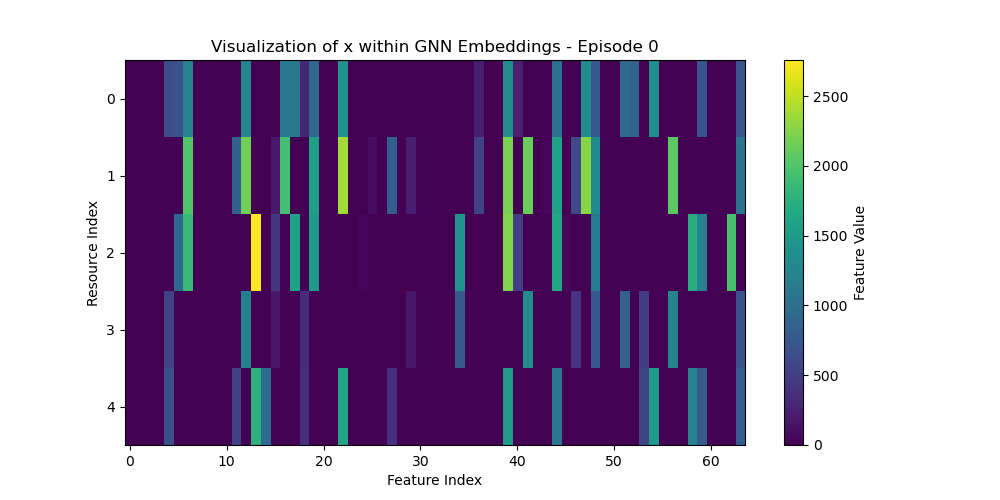 Visualization of x within GNN Embeddings - Episode 0
Resource Index
0
1
2
3
4
0 10 20 30 40 50 60
Feature Index
2500
2000
1500
1000
500
0
Feature Value